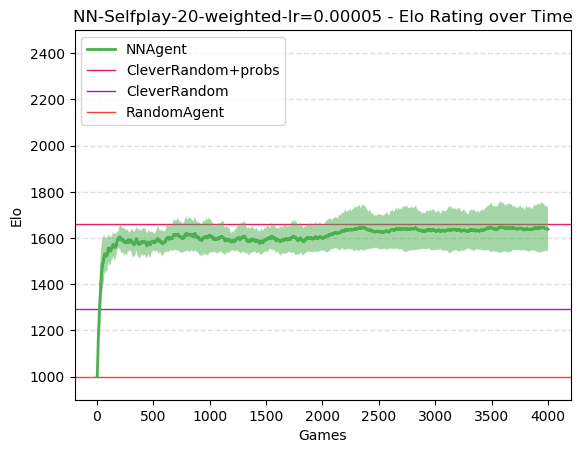 NN-Selfplay-20-weighted-lr=0.00005 - Elo Rating over Time
NNAgent
CleverRandom+probs
CleverRandom
RandomAgent
Elo
2400
2200
2000
1800
1600
1400
1200
1000
0 500 1000 1500 2000 2500 3000 3500 4000
Games